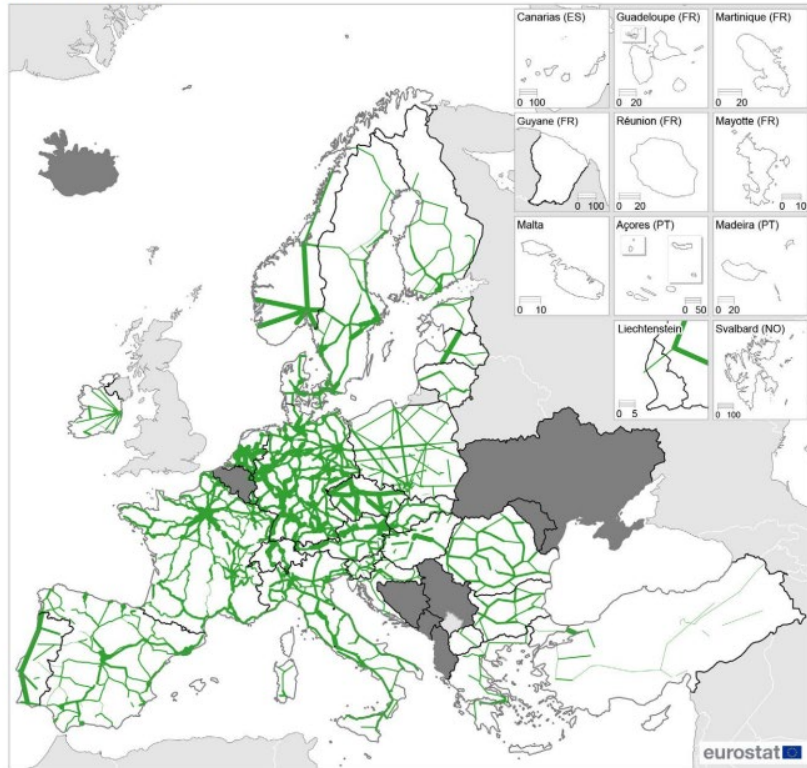 Canarias (ES)
0 100
Guadeloupe (FR)
0 20
Martinique (FR)
0 20
Guyane (FR)
0 100
Réunion (FR)
0 20
Mayotte (FR)
0 10
Malta
0 10
Açores (PT)
0 50
Madeira (PT)
0 20
Liechtenstein
0 5
Svalbard (NO)
0 100
eurostat